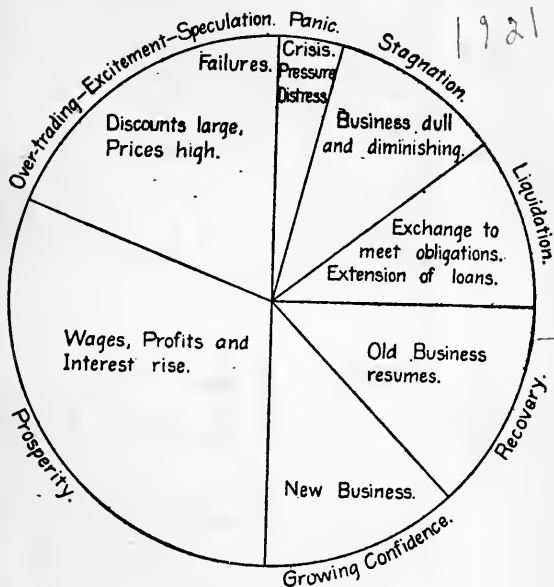 1921
Over-trading—Excitement—Speculation. Panic.
Stagnation.
Liquidation.
Recovery.
Growing Confidence.
Prosperity.
Failures.
Discounts large,
Prices high.
Crisis.
Pressure
Distress
Business dull
and diminishing.
Exchange to
meet obligations.
Extension of loans.
Old Business
resumes.
New Business.
Wages, Profits and
Interest rise.